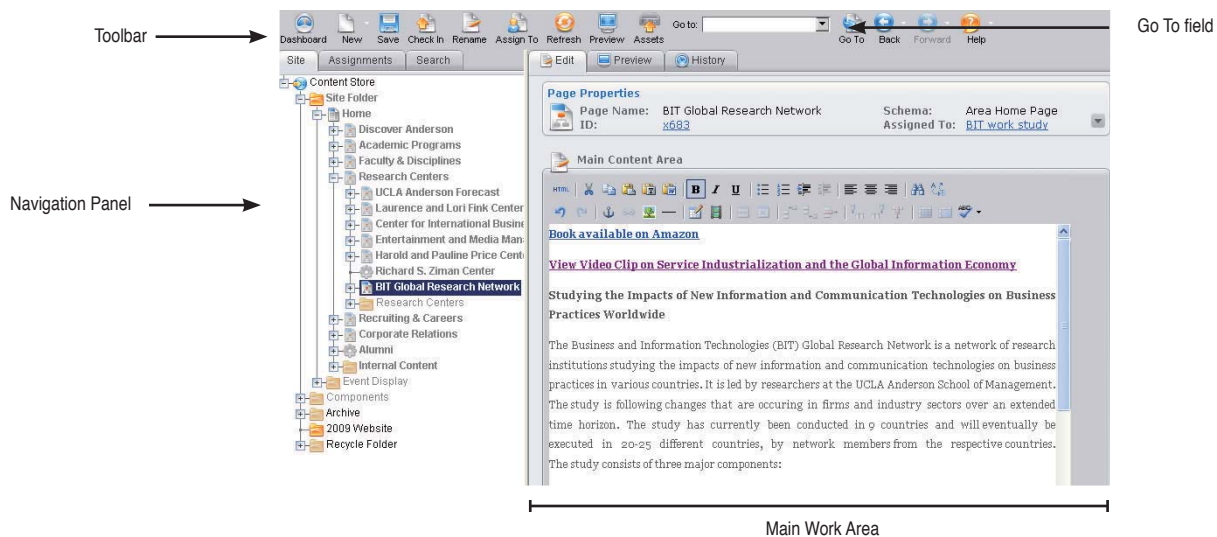 Toolbar
Go To field
Navigation Panel
Main Work Area
Dashboard New Save Check In Rename Assign To Refresh Preview Assets Go to: Go To Back Forward Help
Site Assignments Search
Edit Preview History
Content Store
Site Folder
Home
Discover Anderson
Academic Programs
Faculty & Disciplines
Research Centers
UCLA Anderson Forecast
Laurence and Lori Fink Center
Center for International Busine
Entertainment and Media Man
Harold and Pauline Price Cent
Richard S. Ziman Center
BIT Global Research Network
Research Centers
Recruiting & Careers
Corporate Relations
Alumni
Internal Content
Event Display
Components
Archive
2009 Website
Recycle Folder
Page Properties
Page Name: BIT Global Research Network Schema: Area Home Page
ID: x683 Assigned To: BIT work study
Main Content Area
HTML B I U
Book available on Amazon
View Video Clip on Service Industrialization and the Global Information Economy
Studying the Impacts of New Information and Communication Technologies on Business
Practices Worldwide
The Business and Information Technologies (BIT) Global Research Network is a network of research
institutions studying the impacts of new information and communication technologies on business
practices in various countries. It is led by researchers at the UCLA Anderson School of Management.
The study is following changes that are occuring in firms and industry sectors over an extended
time horizon. The study has currently been conducted in 9 countries and will eventually be
executed in 20-25 different countries, by network members from the respective countries.
The study consists of three major components: